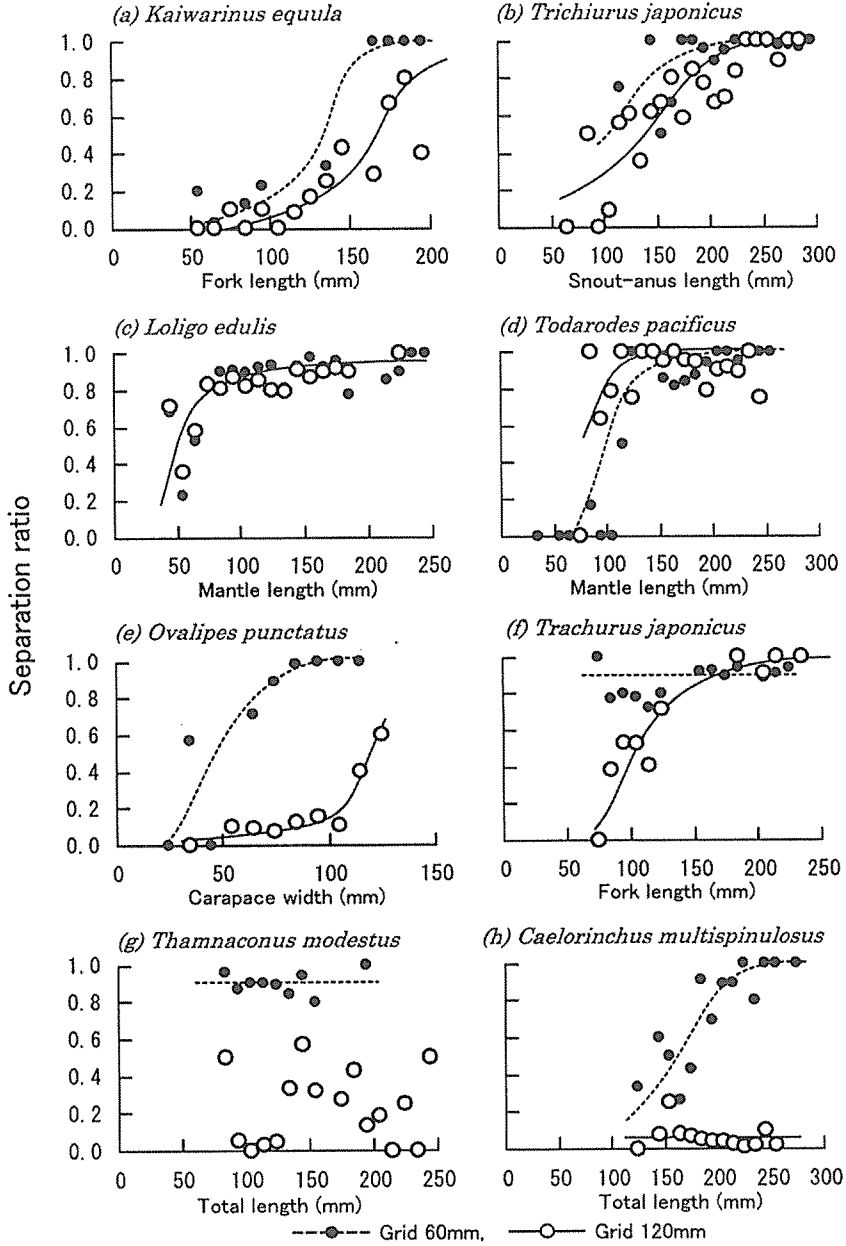 (a) Kaiwarinus equula
(b) Trichiurus japonicus
1.0
0.8
0.6
0.4
0.2
0.0
0 50 100 150 200
0 50 100 150 200 250 300
Fork length (mm)
Snout-anus length (mm)
(c) Loligo edulis
(d) Todarodes pacificus
1.0
0.8
0.6
0.4
0.2
0.0
0 50 100 150 200 250
0 50 100 150 200 250 300
Mantle length (mm)
Mantle length (mm)
Separation ratio
(e) Ovalipes punctatus
(f) Trachurus japonicus
1.0
0.8
0.6
0.4
0.2
0.0
0 50 100 150
0 50 100 150 200 250
Carapace width (mm)
Fork length (mm)
(g) Thamnaconus modestus
(h) Caelorinchus multispinulosus
1.0
0.8
0.6
0.4
0.2
0.0
0 50 100 150 200 250
0 50 100 150 200 250 300
Total length (mm)
Total length (mm)
Grid 60mm, Grid 120mm